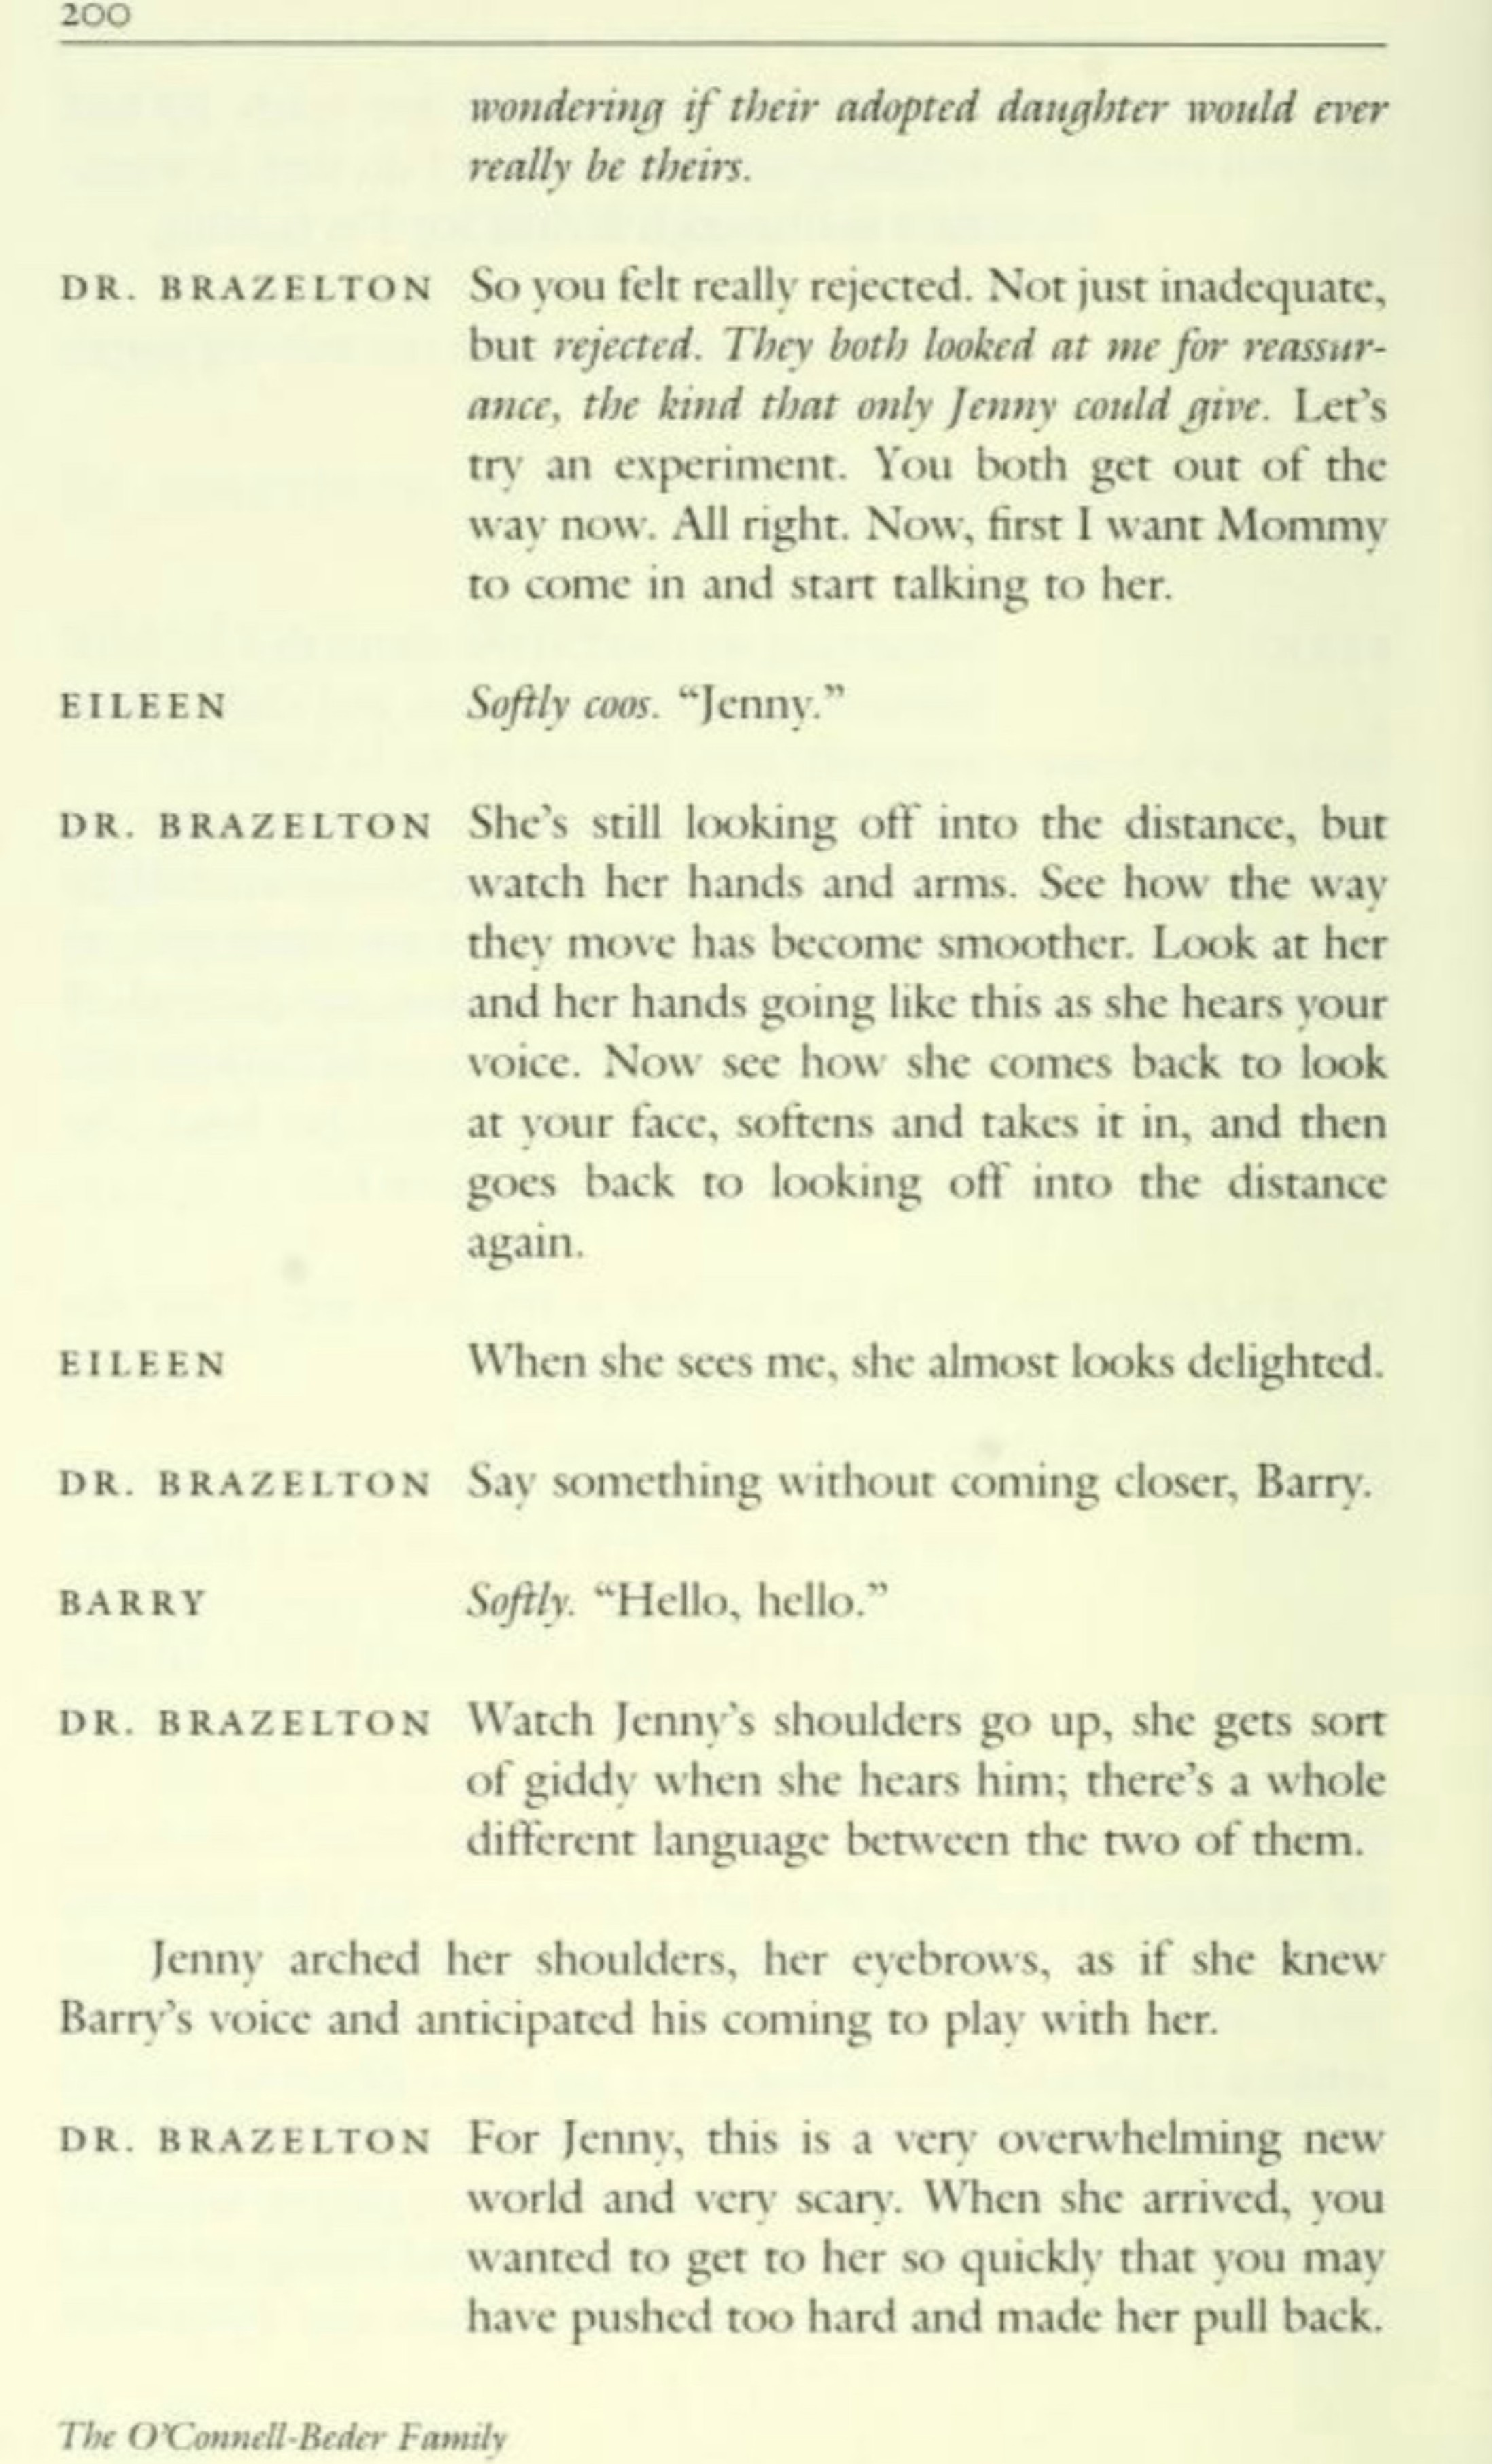 200
wondering if their adopted daughter would ever
really be theirs.
DR. BRAZELTON So you felt really rejected. Not just inadequate,
but rejected. They both looked at me for reassur-
ance, the kind that only Jenny could give. Let's
try an experiment. You both get out of the
way now. All right. Now, first I want Mommy
to come in and start talking to her.
EILEEN Softly coos. “Jenny.”
DR. BRAZELTON She's still looking off into the distance, but
watch her hands and arms. See how the way
they move has become smoother. Look at her
and her hands going like this as she hears your
voice. Now see how she comes back to look
at your face, softens and takes it in, and then
goes back to looking off into the distance
again.
EILEEN When she sees me, she almost looks delighted.
DR. BRAZELTON Say something without coming closer, Barry.
BARRY Softly. “Hello, hello.”
DR. BRAZELTON Watch Jenny's shoulders go up, she gets sort
of giddy when she hears him; there's a whole
different language between the two of them.
Jenny arched her shoulders, her eyebrows, as if she knew
Barry's voice and anticipated his coming to play with her.
DR. BRAZELTON For Jenny, this is a very overwhelming new
world and very scary. When she arrived, you
wanted to get to her so quickly that you may
have pushed too hard and made her pull back.
The O'Connell-Beder Family